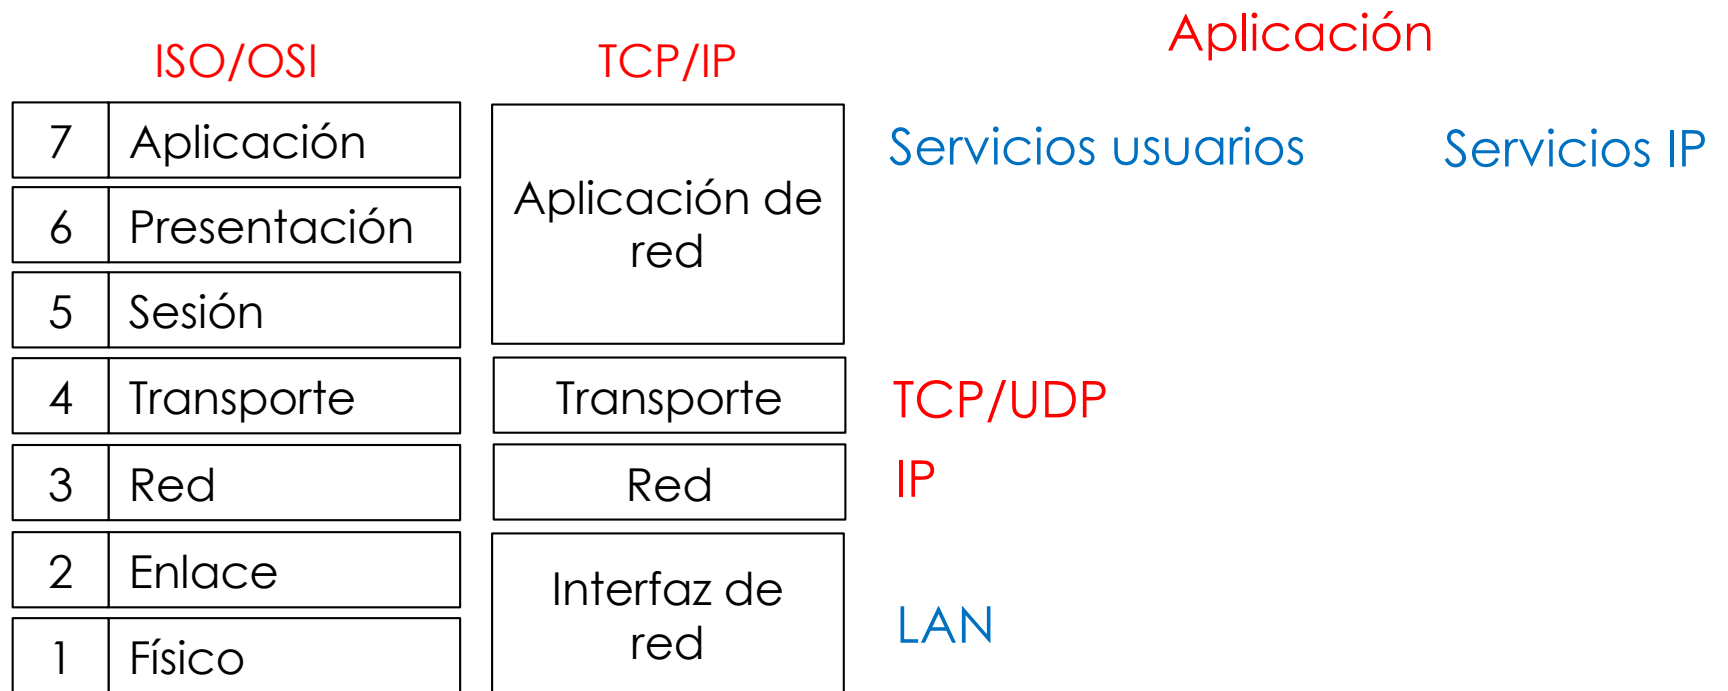 Aplicación
ISO/OSI
TCP/IP
7 Aplicación
6 Presentación
5 Sesión
4 Transporte
3 Red
2 Enlace
1 Físico
Aplicación de
red
Transporte
Red
Interfaz de
red
Servicios usuarios
Servicios IP
TCP/UDP
IP
LAN